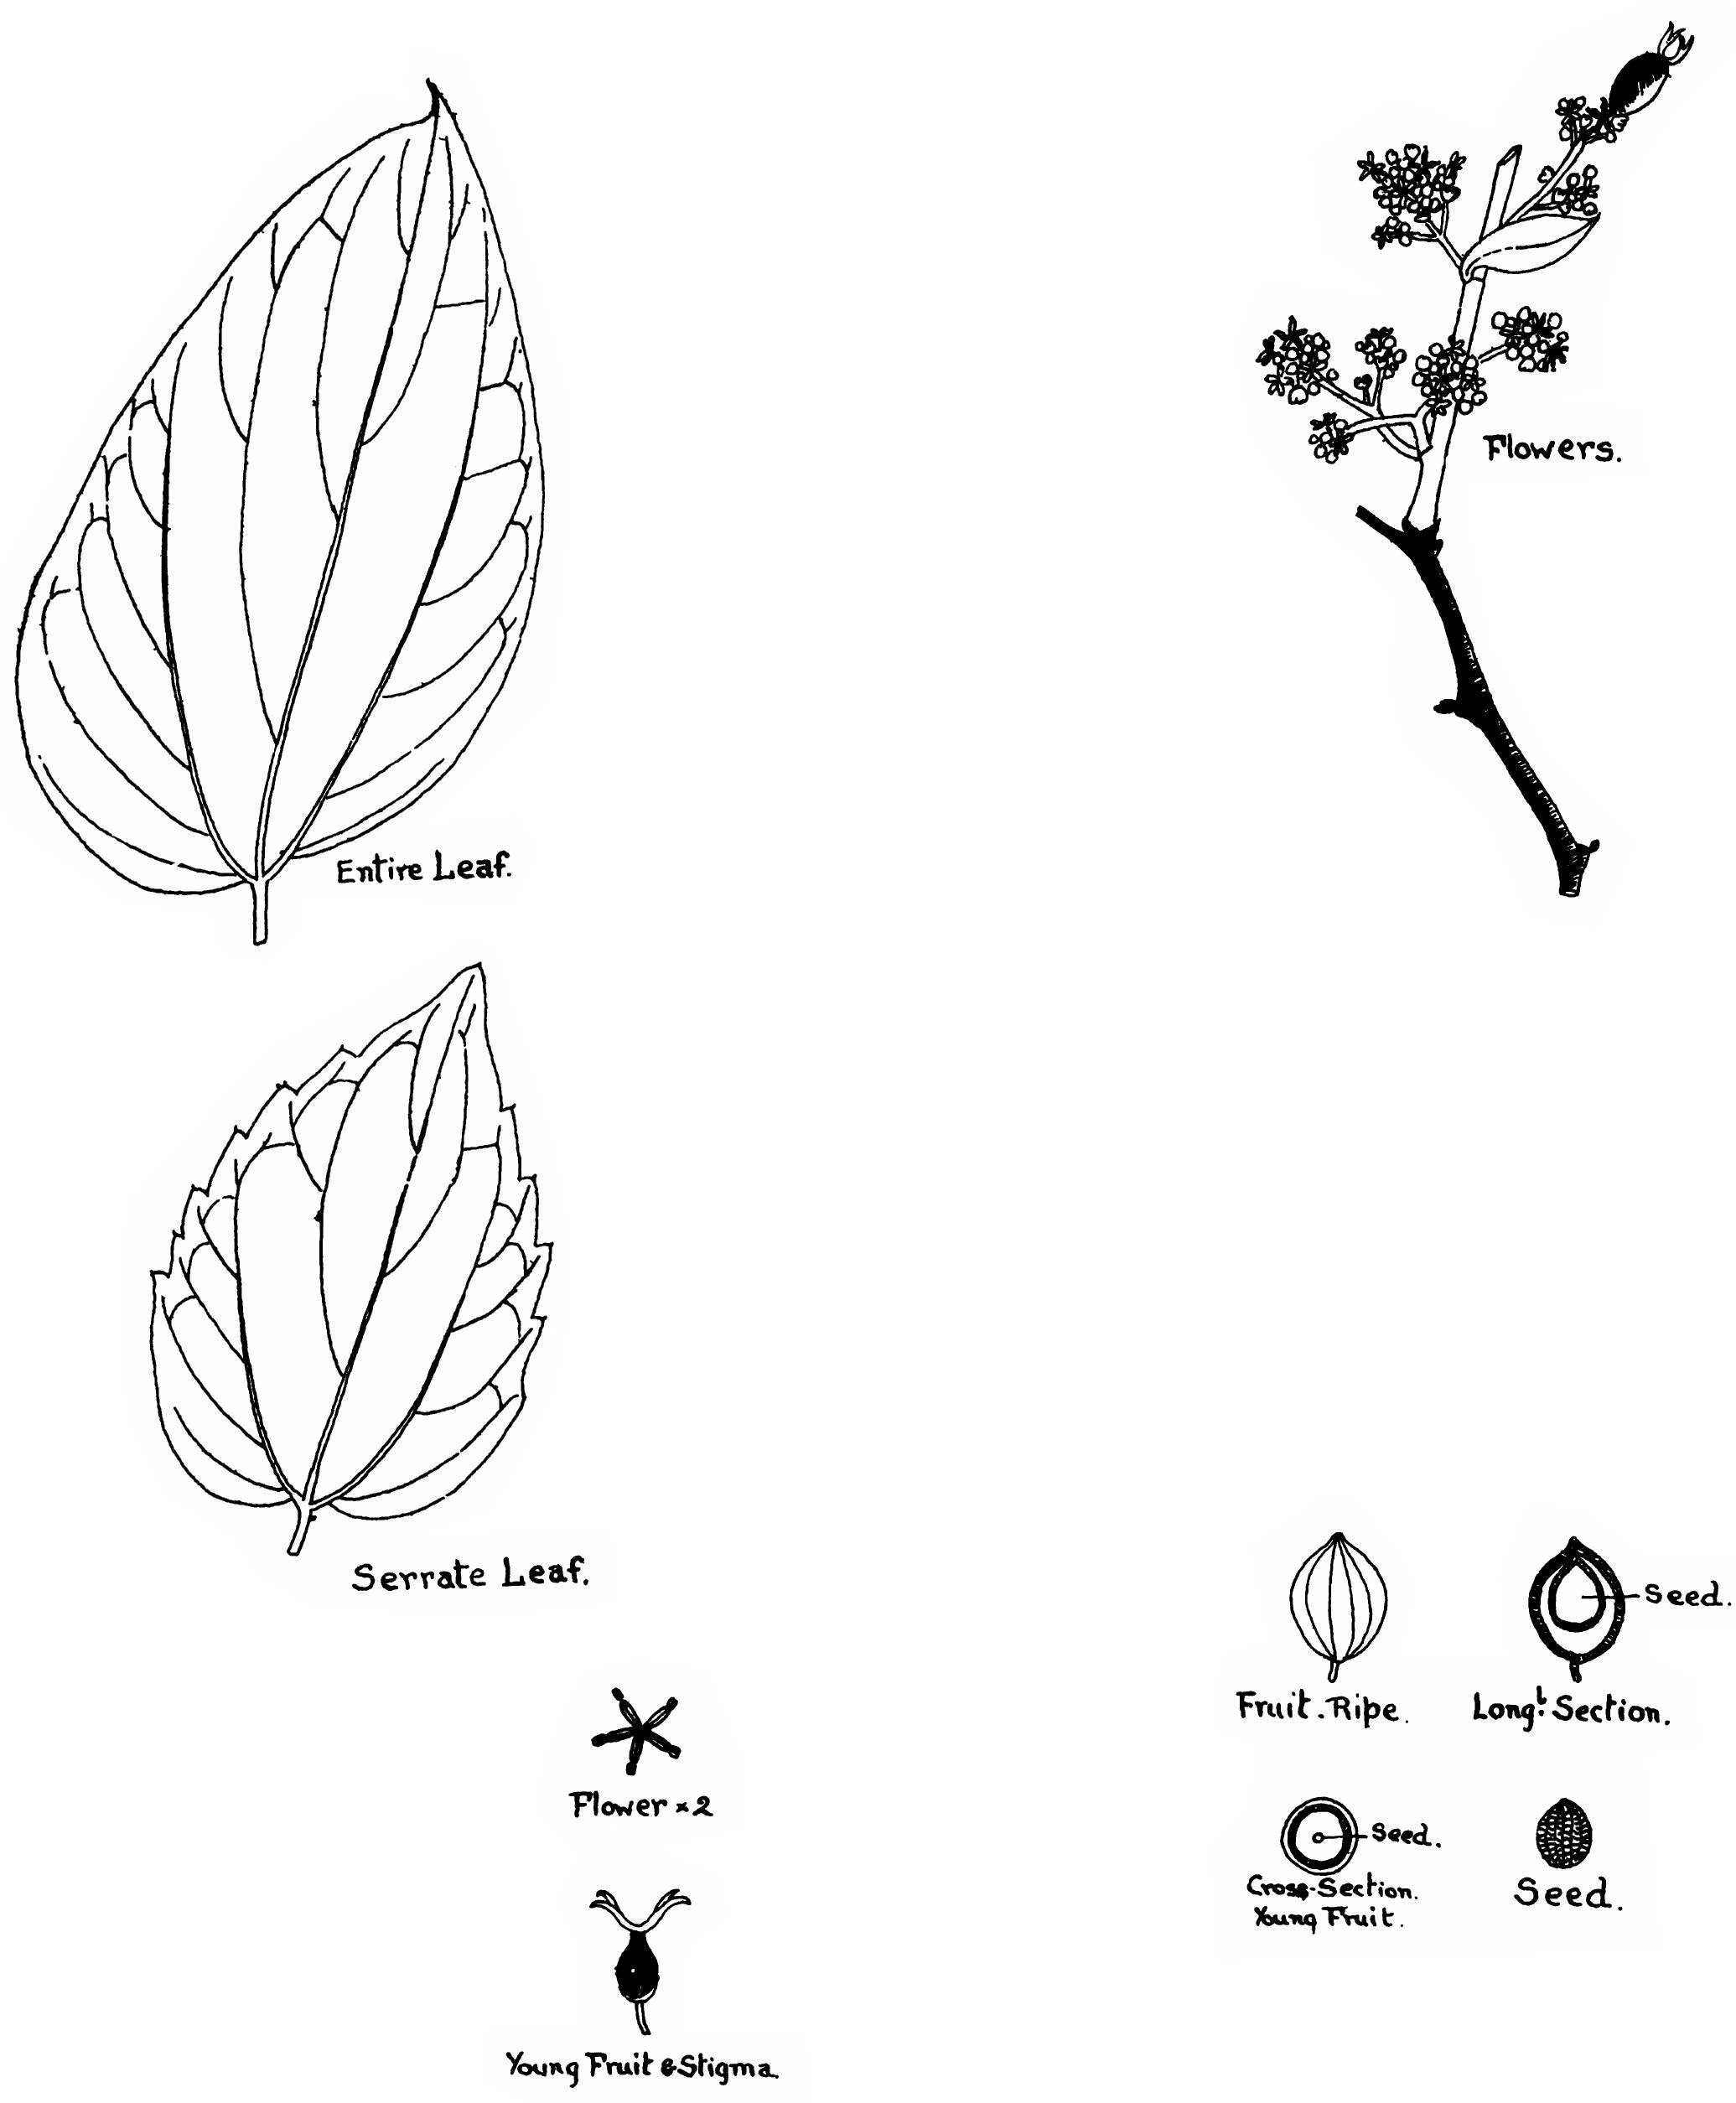 Flowers.
Entire Leaf.
Serrate Leaf.
Seed.
Fruit. Ripe.
Longl. Section.
Flower × 2
Seed.
Cross-Section.
Young Fruit.
Seed.
Young Fruit & Stigma.